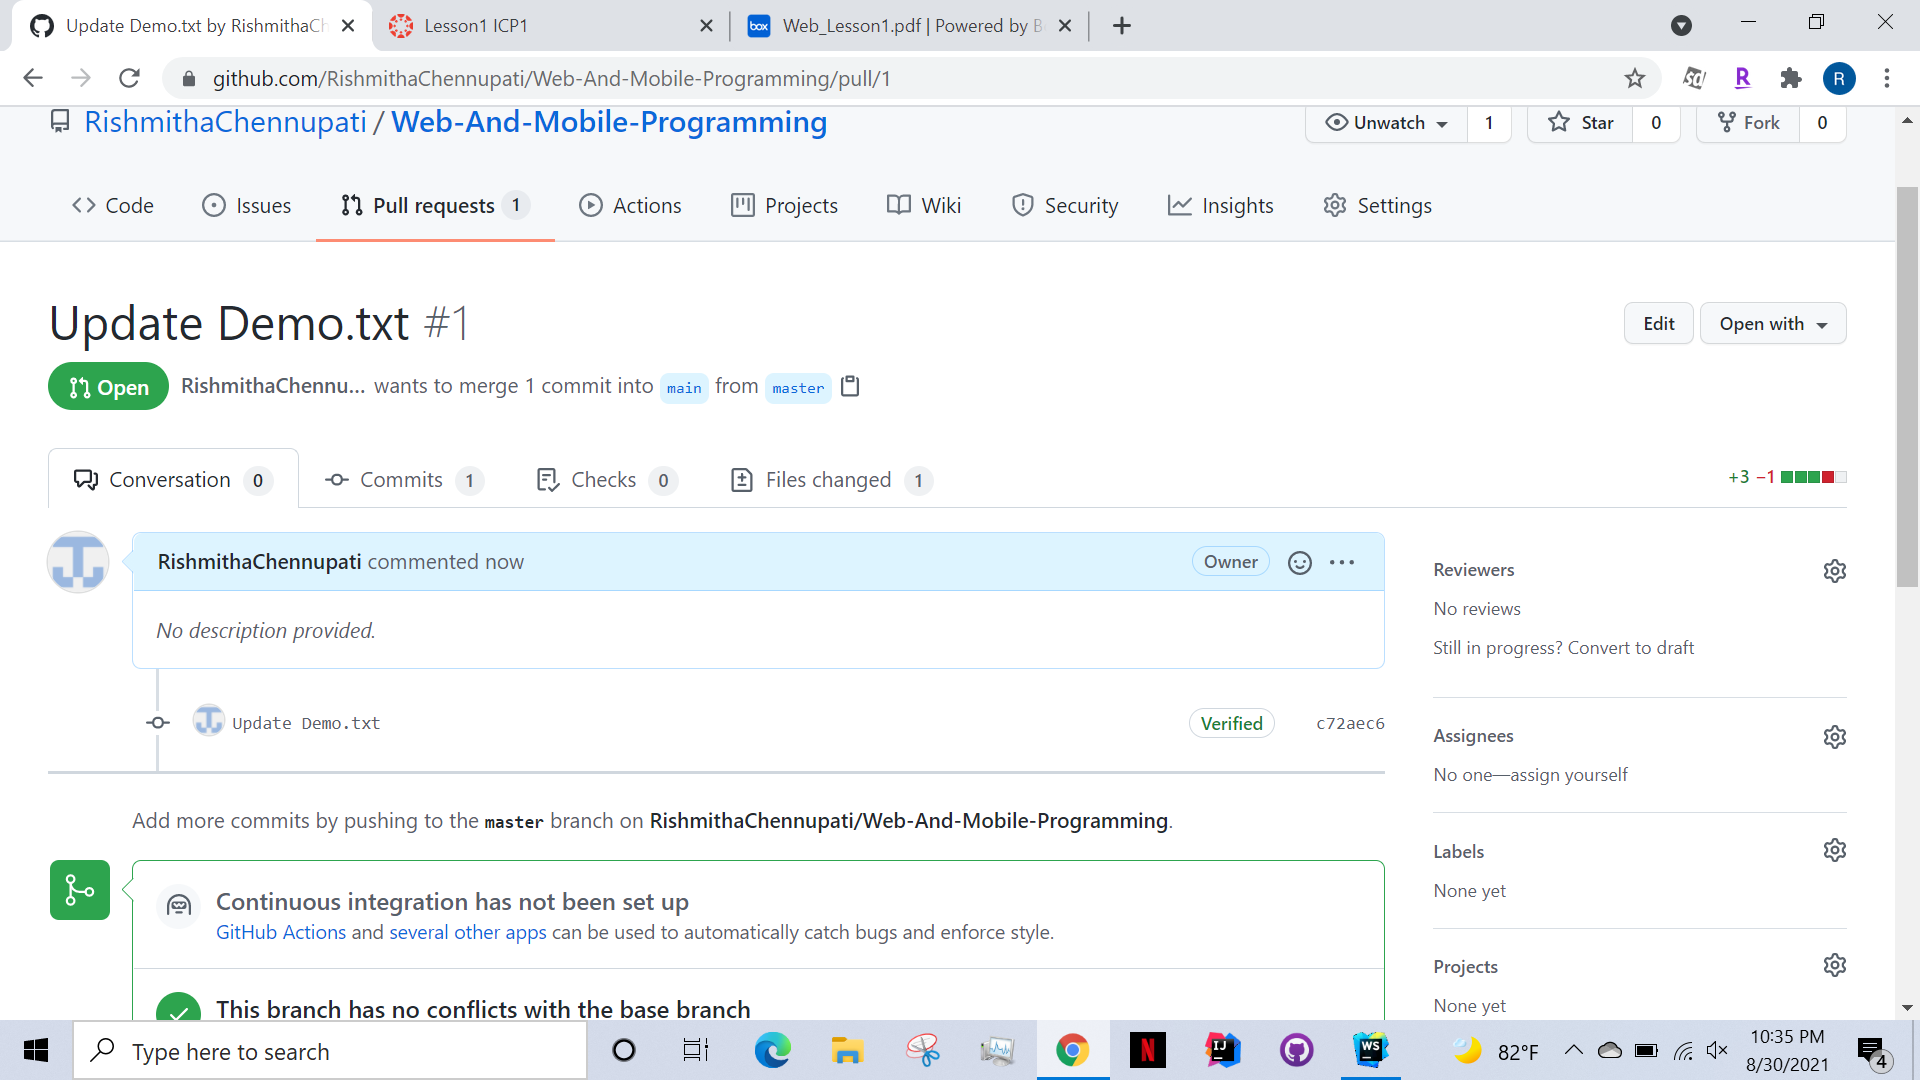 Update Demo.txt by RishmithaCh
Lesson1 ICP1
box
Web_Lesson1.pdf | Powered by B
github.com/RishmithaChennupati/Web-And-Mobile-Programming/pull/1
R
R
RishmithaChennupati / Web-And-Mobile-Programming
Unwatch 1
Star 0
Fork 0
Code
Issues
Pull requests 1
Actions
Projects
Wiki
Security
Insights
Settings
Update Demo.txt #1
Edit
Open with
Open
RishmithaChennu... wants to merge 1 commit into main from master
Conversation 0
Commits 1
Checks 0
Files changed 1
+3 −1
RishmithaChennupati commented now
Owner
No description provided.
Update Demo.txt
Verified
c72aec6
Add more commits by pushing to the master branch on RishmithaChennupati/Web-And-Mobile-Programming.
Continuous integration has not been set up
GitHub Actions and several other apps can be used to automatically catch bugs and enforce style.
This branch has no conflicts with the base branch
Reviewers
No reviews
Still in progress? Convert to draft
Assignees
No one—assign yourself
Labels
None yet
Projects
None yet
Type here to search
N
IJ
WS
82°F
10:35 PM
8/30/2021
4